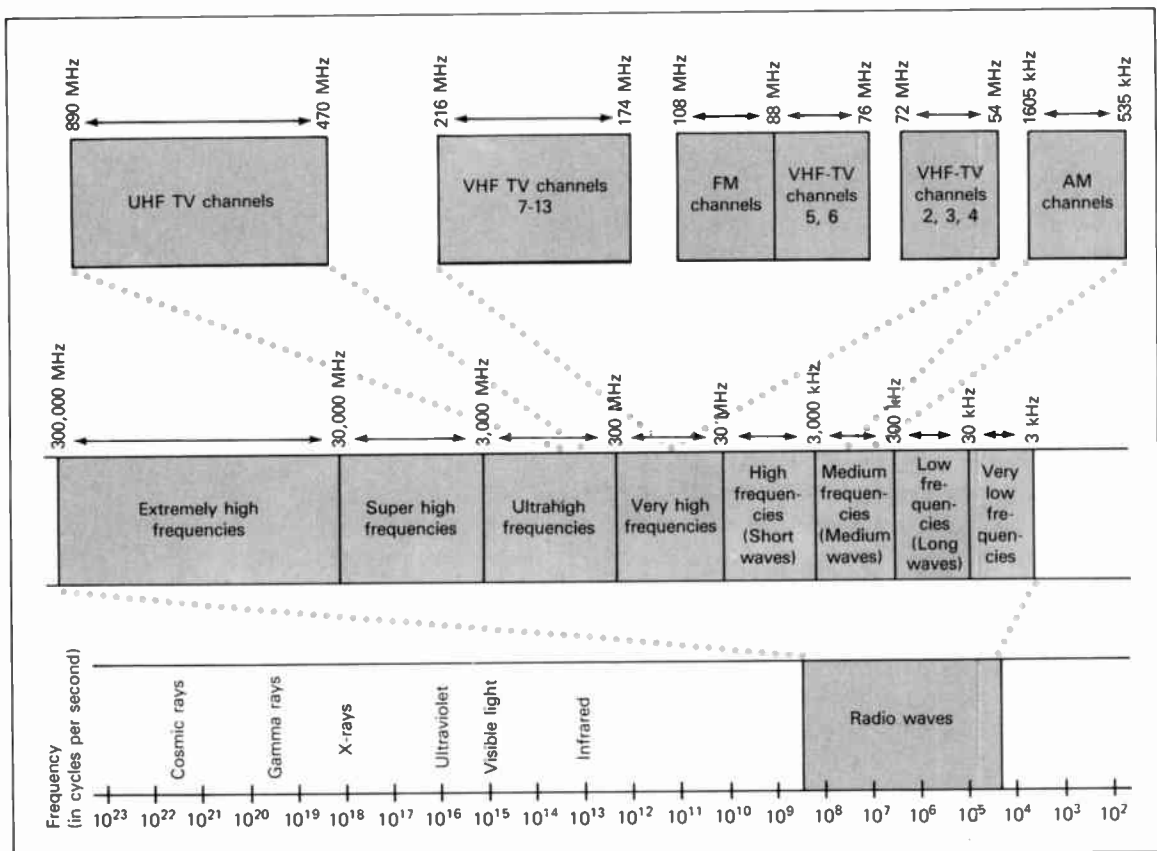 890 MHz
470 MHz
216 MHz
174 MHz
108 MHz
88 MHz
76 MHz
72 MHz
54 MHz
1605 kHz
535 kHz
UHF TV channels
VHF TV channels
7-13
FM
channels
VHF-TV
channels
5, 6
VHF-TV
channels
2, 3, 4
AM
channels
300,000 MHz
30,000 MHz
3,000 MHz
300 MHz
30 MHz
3,000 kHz
300 kHz
30 kHz
3 kHz
Extremely high
frequencies
Super high
frequencies
Ultrahigh
frequencies
Very high
frequencies
High
frequen-
cies
(Short
waves)
Medium
frequen-
cies
(Medium
waves)
Low
fre-
quen-
cies
(Long
waves)
Very
low
fre-
quen-
cies
Frequency
(in cycles per second)
Cosmic rays
Gamma rays
X-rays
Ultraviolet
Visible light
Infrared
Radio waves
10²³ 10²² 10²¹ 10²⁰ 10¹⁹ 10¹⁸ 10¹⁷ 10¹⁶ 10¹⁵ 10¹⁴ 10¹³ 10¹² 10¹¹ 10¹⁰ 10⁹ 10⁸ 10⁷ 10⁶ 10⁵ 10⁴ 10³ 10²